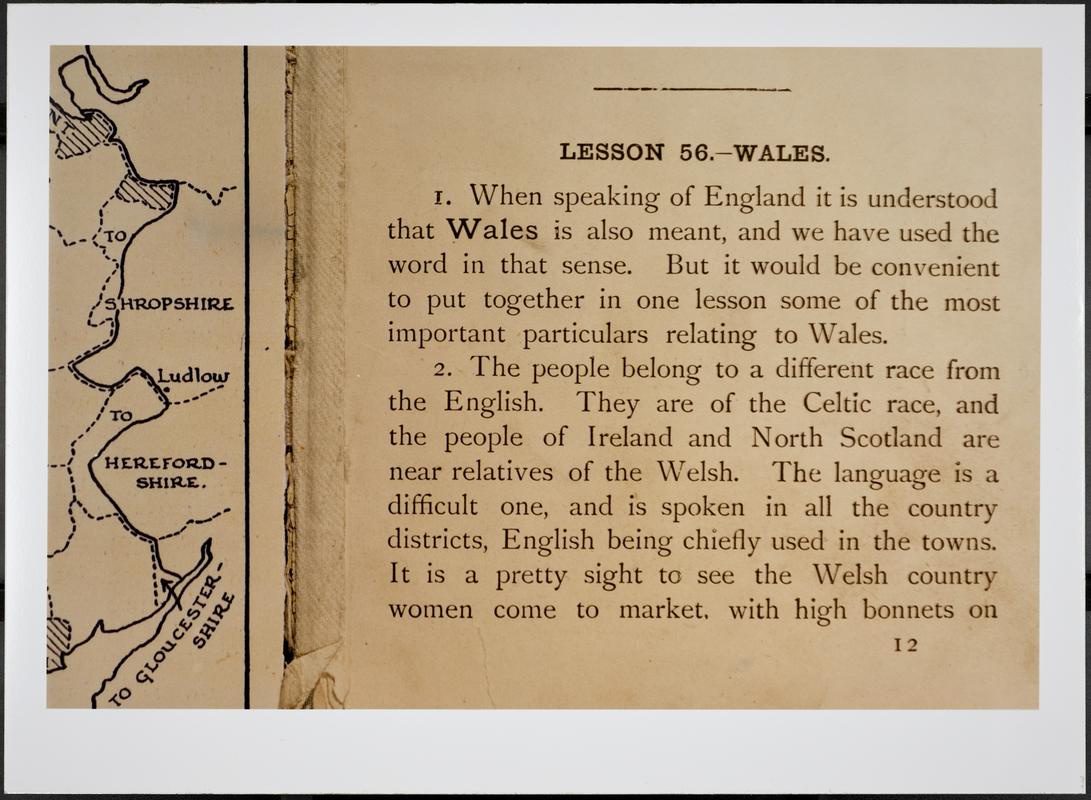 NT
TO
SHROPSHIRE
Ludlow
TO
HEREFORD-
SHIRE.
TO GLOUCESTER-
SHIRE
LESSON 56.—WALES.
1. When speaking of England it is understood
that Wales is also meant, and we have used the
word in that sense. But it would be convenient
to put together in one lesson some of the most
important particulars relating to Wales.
2. The people belong to a different race from
the English. They are of the Celtic race, and
the people of Ireland and North Scotland are
near relatives of the Welsh. The language is a
difficult one, and is spoken in all the country
districts, English being chiefly used in the towns.
It is a pretty sight to see the Welsh country
women come to market, with high bonnets on
12